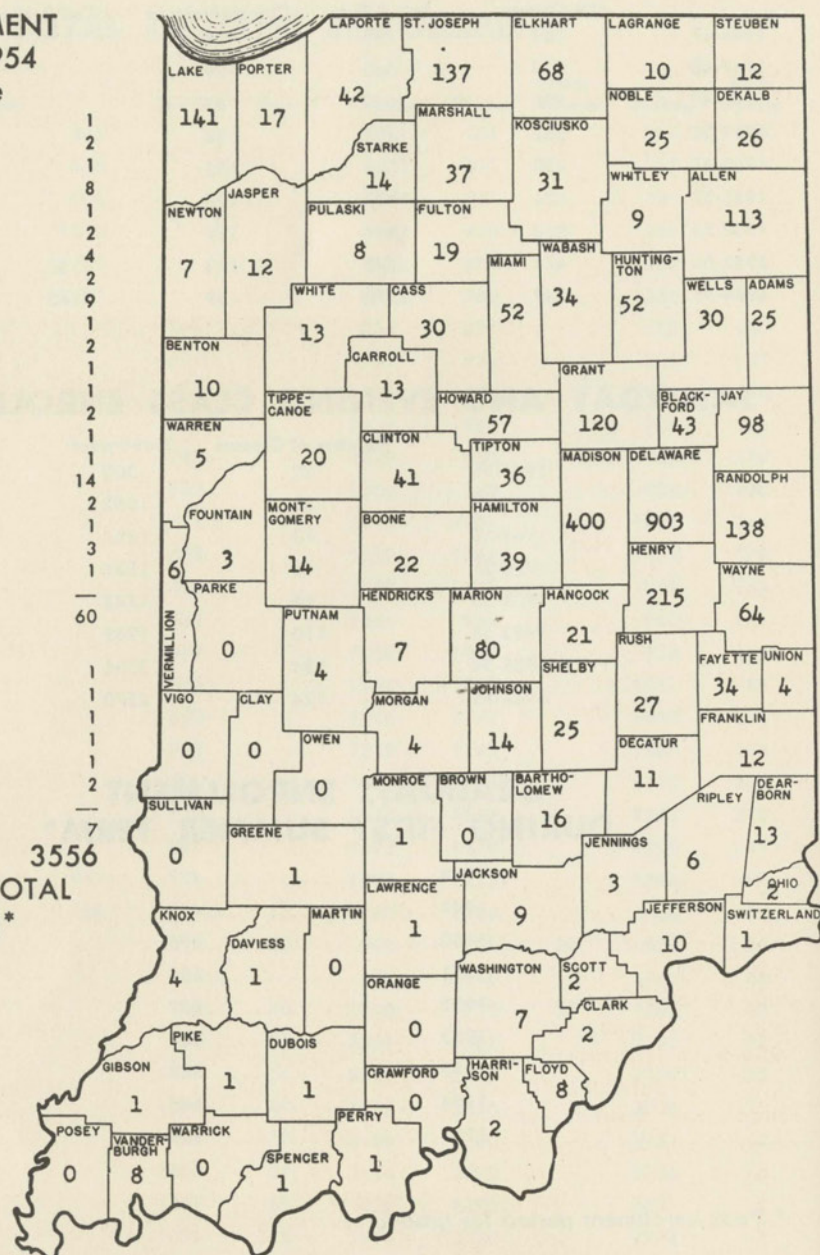 MENT
954
1
2
1
8
1
2
4
2
9
1
2
1
1
2
1
1
14
2
1
3
1
60
1
1
1
1
1
2
7
3556
OTAL
*
LAPORTE ST. JOSEPH ELKHART LAGRANGE STEUBEN
42 137 68 10 12
LAKE PORTER
141 17
MARSHALL KOSCIUSKO NOBLE DEKALB
37 31 25 26
STARKE
14
WHITLEY ALLEN
9 113
NEWTON JASPER PULASKI FULTON
7 12 8 19
MIAMI WABASH HUNTING-
TON
52 34 52
WELLS ADAMS
30 25
WHITE CASS
13 30
BENTON CARROLL
10 13
GRANT BLACK-
FORD
JAY
120 43 98
TIPPE-
CANOE
HOWARD
20 57
WARREN CLINTON TIPTON
5 41 36
MADISON DELAWARE RANDOLPH
400 903 138
FOUNTAIN MONT-
GOMERY
BOONE HAMILTON
3 14 22 39
HENRY WAYNE
215 64
VERMILLION
6
PARKE PUTNAM HENDRICKS MARION HANCOCK
0 4 7 80 21
RUSH FAYETTE UNION
27 34 4
SHELBY
25
VIGO CLAY OWEN MORGAN JOHNSON
0 0 0 4 14
FRANKLIN
12
DECATUR
11
SULLIVAN GREENE MONROE BROWN BARTHO-
LOMEW
0 1 1 0 16
RIPLEY DEAR-
BORN
6 13
JENNINGS
3
OHIO
2
LAWRENCE JACKSON
1 9
JEFFERSON SWITZERLAND
10 1
KNOX DAVIESS MARTIN
4 1 0
ORANGE WASHINGTON SCOTT
0 7 2
CLARK
2
GIBSON PIKE DUBOIS
1 1 1
CRAWFORD HARRI-
SON
FLOYD
0 2 8
POSEY VANDER-
BURGH
WARRICK SPENCER PERRY
0 8 0 1 1